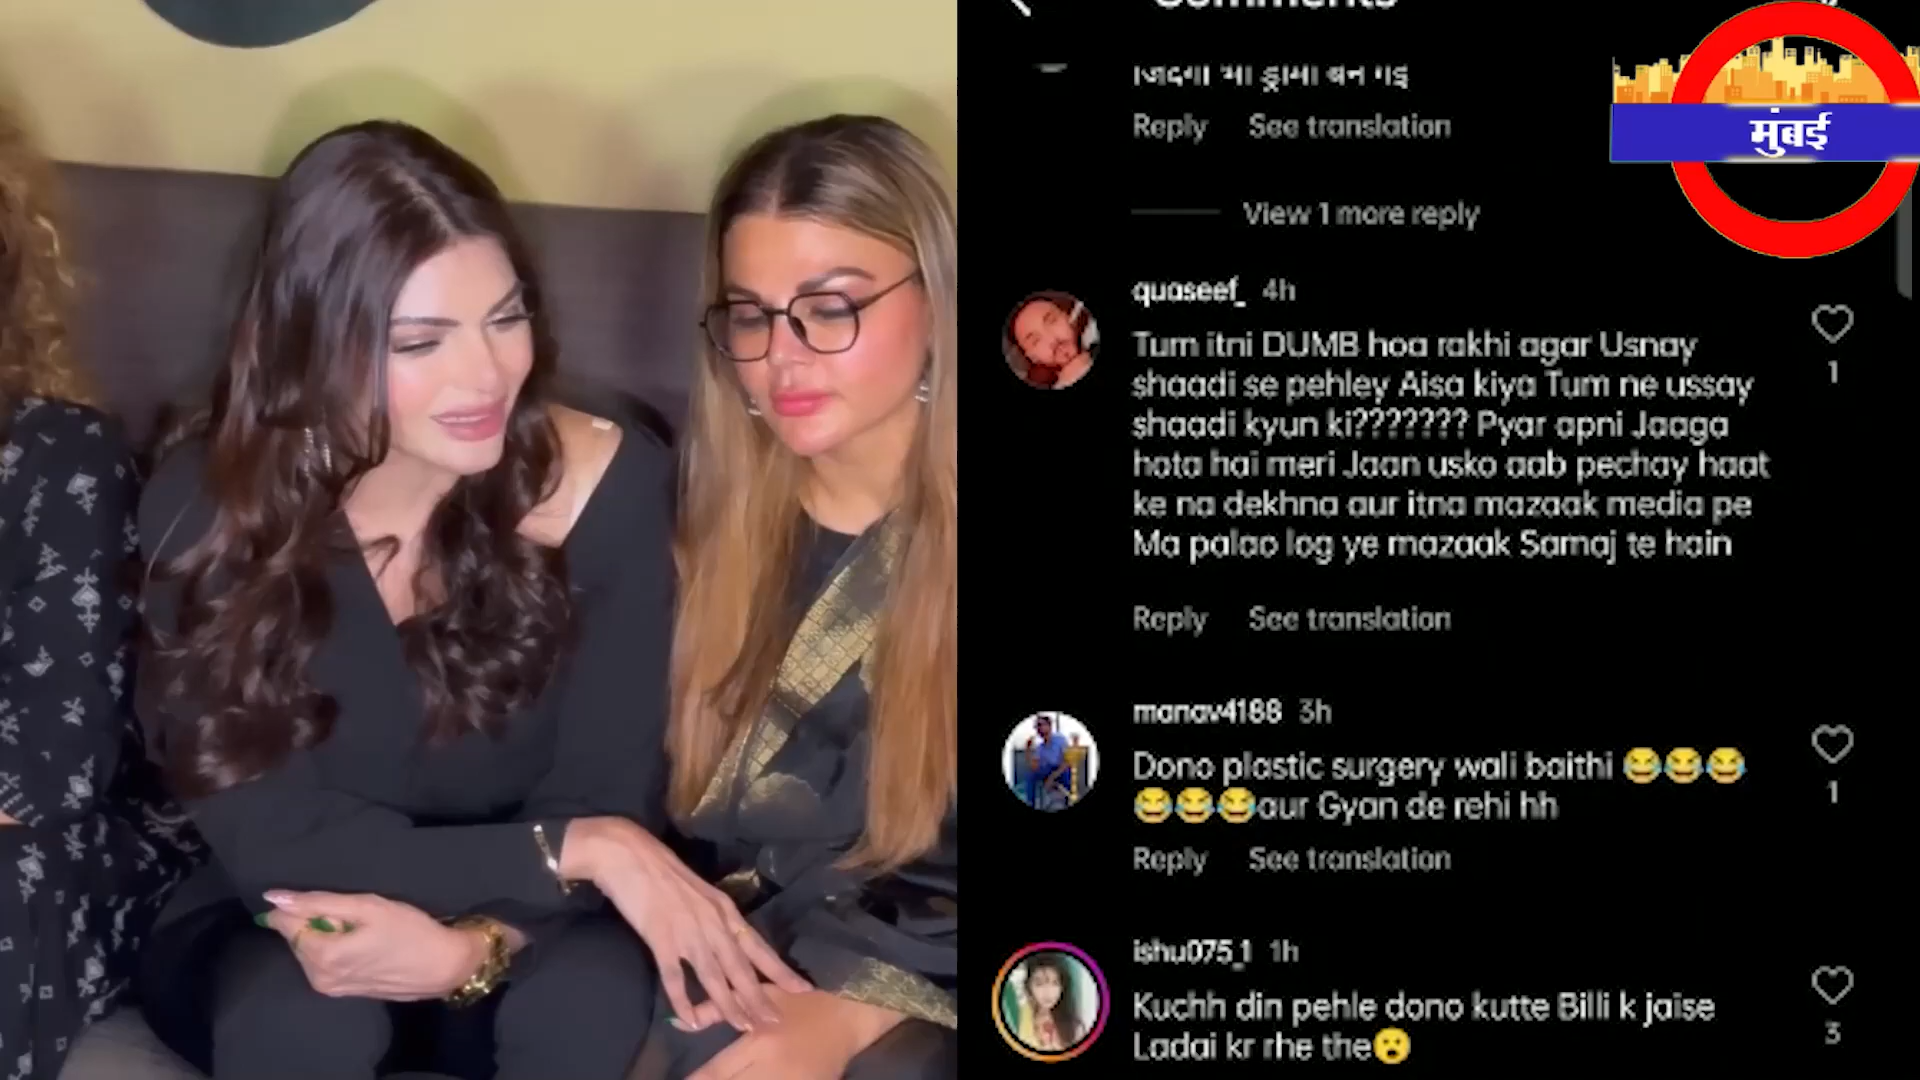 Comments
Reply See translation
View 1 more reply
मुंबई
quaseef_ 4h
Tum itni DUMB hoa rakhi agar Usnay
shaadi se pehley Aisa kiya Tum ne ussay
shaadi kyun ki??????? Pyar apni Jaaga
hota hai meri Jaan usko aab pechay haat
ke na dekhna aur itna mazaak media pe
Ma palao log ye mazaak Samaj te hain
1
Reply See translation
manav4188 3h
Dono plastic surgery wali baithi 😂😂😂
😂😂😂aur Gyan de rehi hh
1
Reply See translation
ishu075_1 1h
Kuchh din pehle dono kutte Billi k jaise
Ladai kr rhe the😮
3